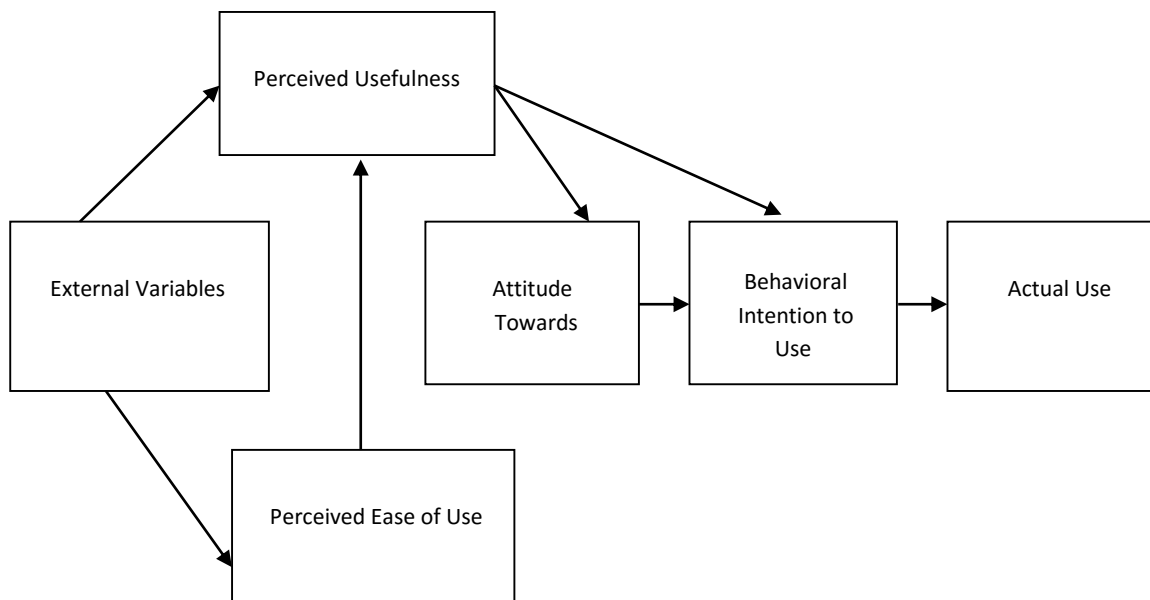 Perceived Usefulness
External Variables
Attitude
Towards
Behavioral
Intention to
Use
Actual Use
Perceived Ease of Use